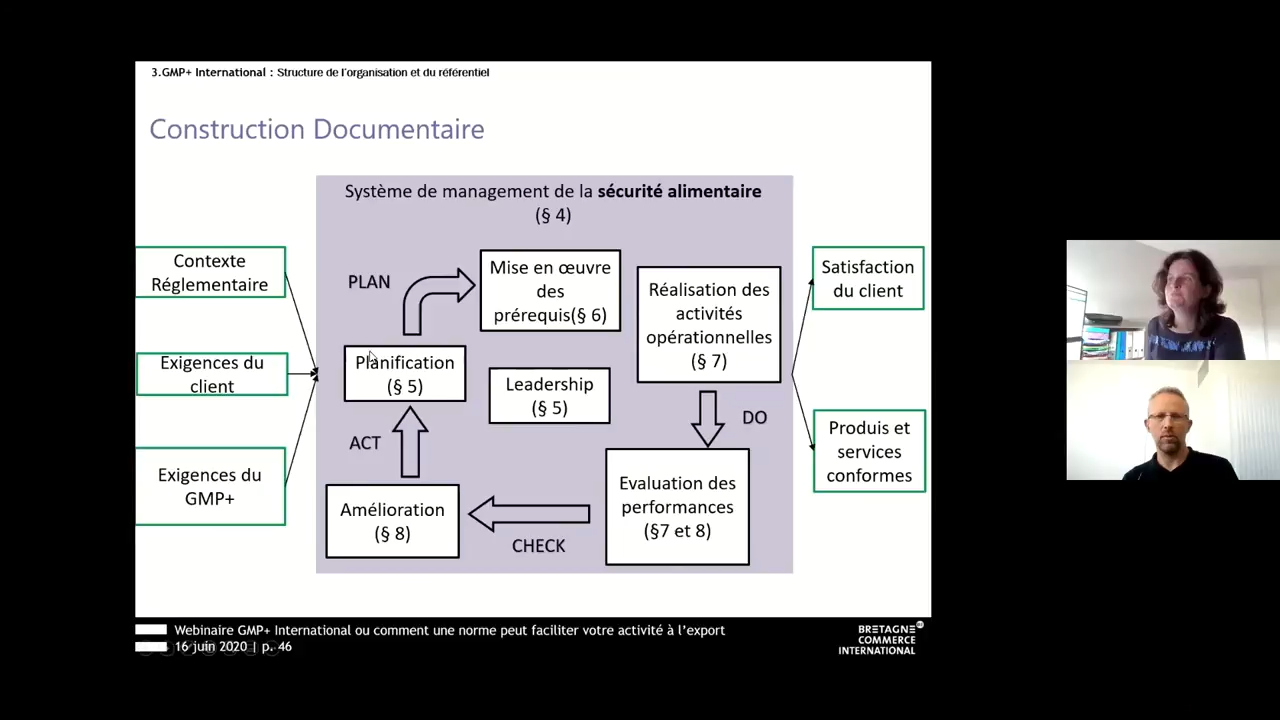 3.GMP+ International : Structure de l'organisation et du référentiel
Construction Documentaire
Système de management de la sécurité alimentaire
(§ 4)
Contexte
Réglementaire
Exigences du
client
Exigences du
GMP+
PLAN
Mise en œuvre
des
prérequis(§ 6)
Réalisation des
activités
opérationnelles
(§ 7)
Planification
(§ 5)
Leadership
(§ 5)
DO
ACT
Amélioration
(§ 8)
CHECK
Evaluation des
performances
(§7 et 8)
Satisfaction
du client
Produis et
services
conformes
Webinaire GMP+ International ou comment une norme peut faciliter votre activité à l'export
16 juin 2020 | p. 46
BRETAGNE
COMMERCE
INTERNATIONAL